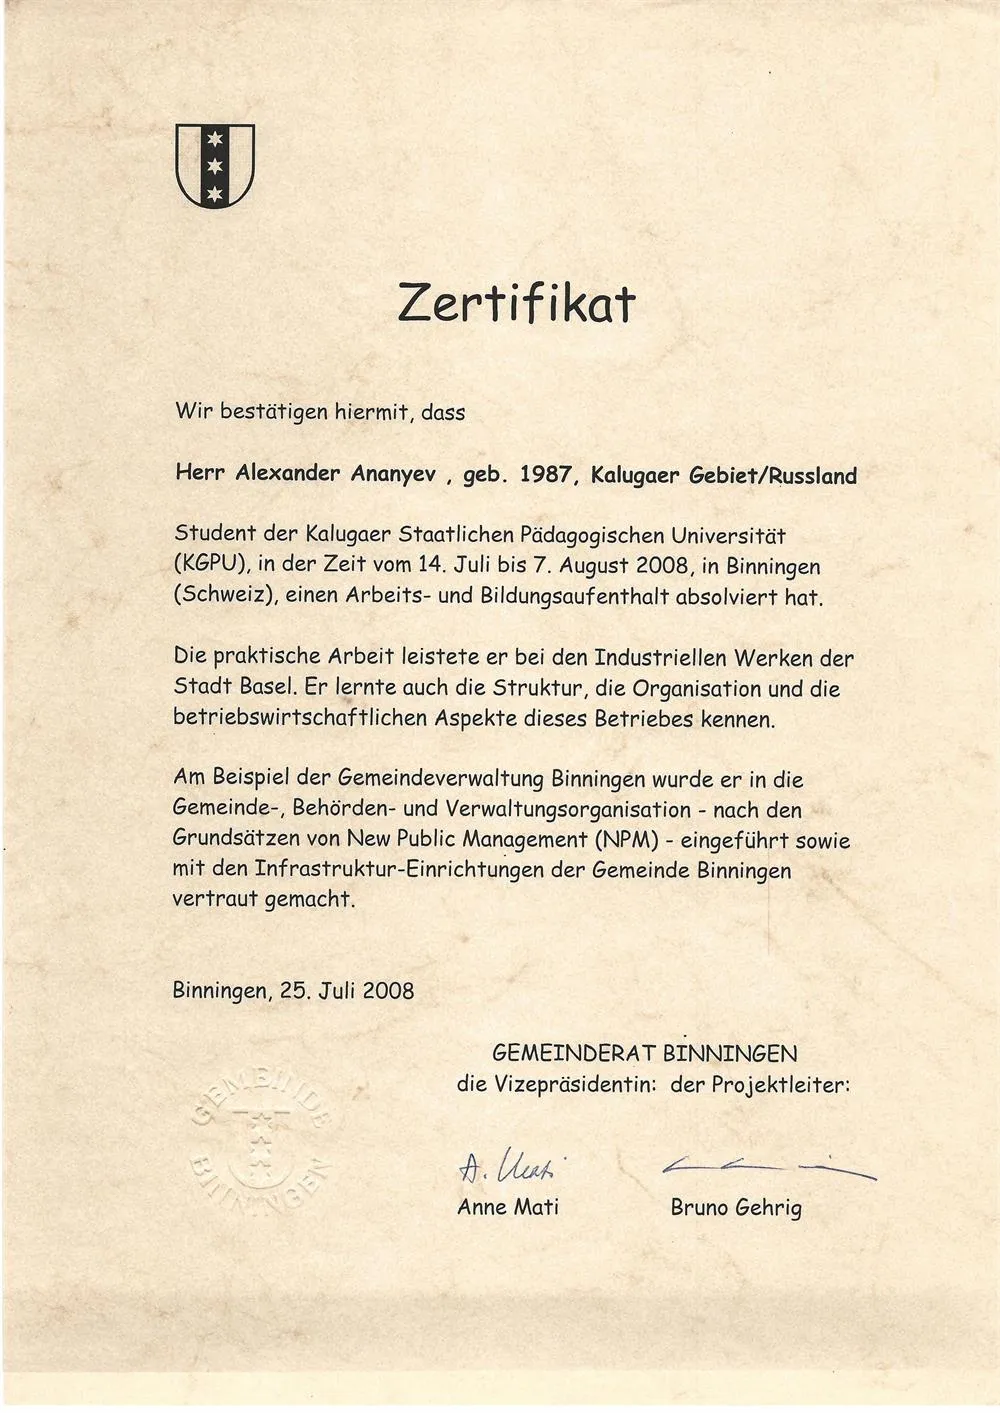 Zertifikat
Wir bestätigen hiermit, dass
Herr Alexander Ananyev , geb. 1987, Kalugaer Gebiet/Russland
Student der Kalugaer Staatlichen Pädagogischen Universität
(KGPU), in der Zeit vom 14. Juli bis 7. August 2008, in Binningen
(Schweiz), einen Arbeits- und Bildungsaufenthalt absolviert hat.
Die praktische Arbeit leistete er bei den Industriellen Werken der
Stadt Basel. Er lernte auch die Struktur, die Organisation und die
betriebswirtschaftlichen Aspekte dieses Betriebes kennen.
Am Beispiel der Gemeindeverwaltung Binningen wurde er in die
Gemeinde-, Behörden- und Verwaltungsorganisation - nach den
Grundsätzen von New Public Management (NPM) - eingeführt sowie
mit den Infrastruktur-Einrichtungen der Gemeinde Binningen
vertraut gemacht.
Binningen, 25. Juli 2008
GEMEINDERAT BINNINGEN
die Vizepräsidentin: der Projektleiter:
GEMEINDE
BINNINGEN
A. Mati
Anne Mati Bruno Gehrig